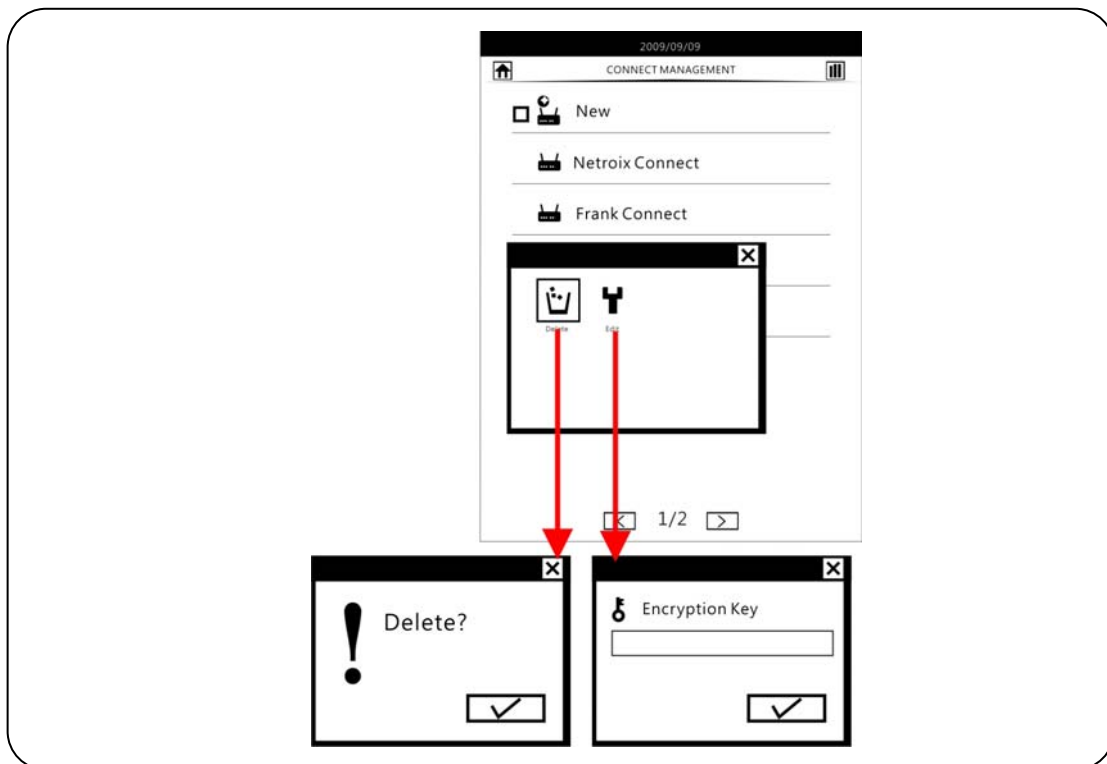 2009/09/09
CONNECT MANAGEMENT
New
Netroix Connect
Frank Connect
Delete
Edit
1/2
Delete?
Encryption Key